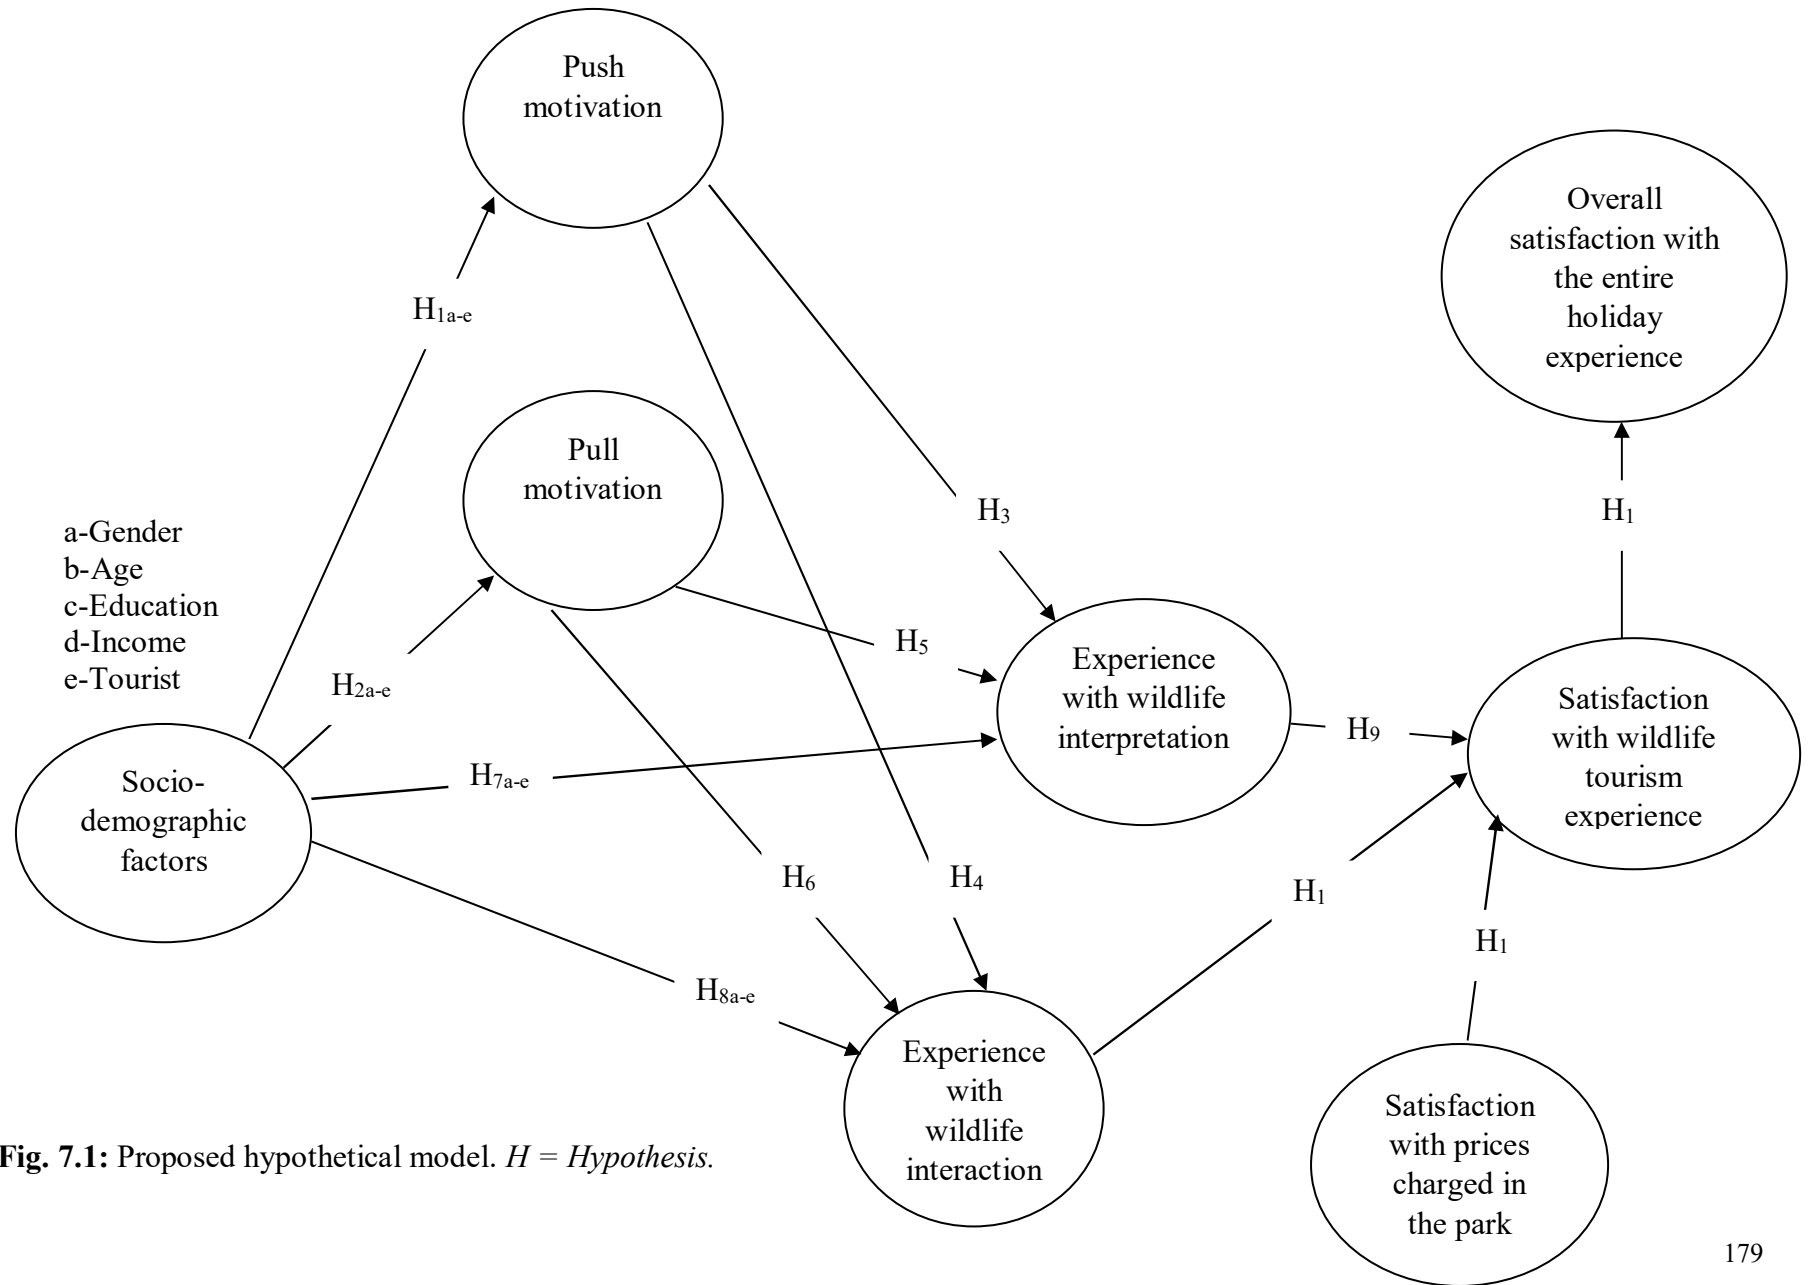 Push
motivation
Overall
satisfaction with
the entire
holiday
experience
H1a-e
Pull
motivation
H3
H1
a-Gender
b-Age
c-Education
d-Income
e-Tourist
H2a-e
H5
Experience
with wildlife
interpretation
Satisfaction
with wildlife
tourism
experience
H9
Socio-
demographic
factors
H7a-e
H6
H4
H1
H1
H8a-e
Experience
with
wildlife
interaction
Satisfaction
with prices
charged in
the park
Fig. 7.1: Proposed hypothetical model. H = Hypothesis.
179